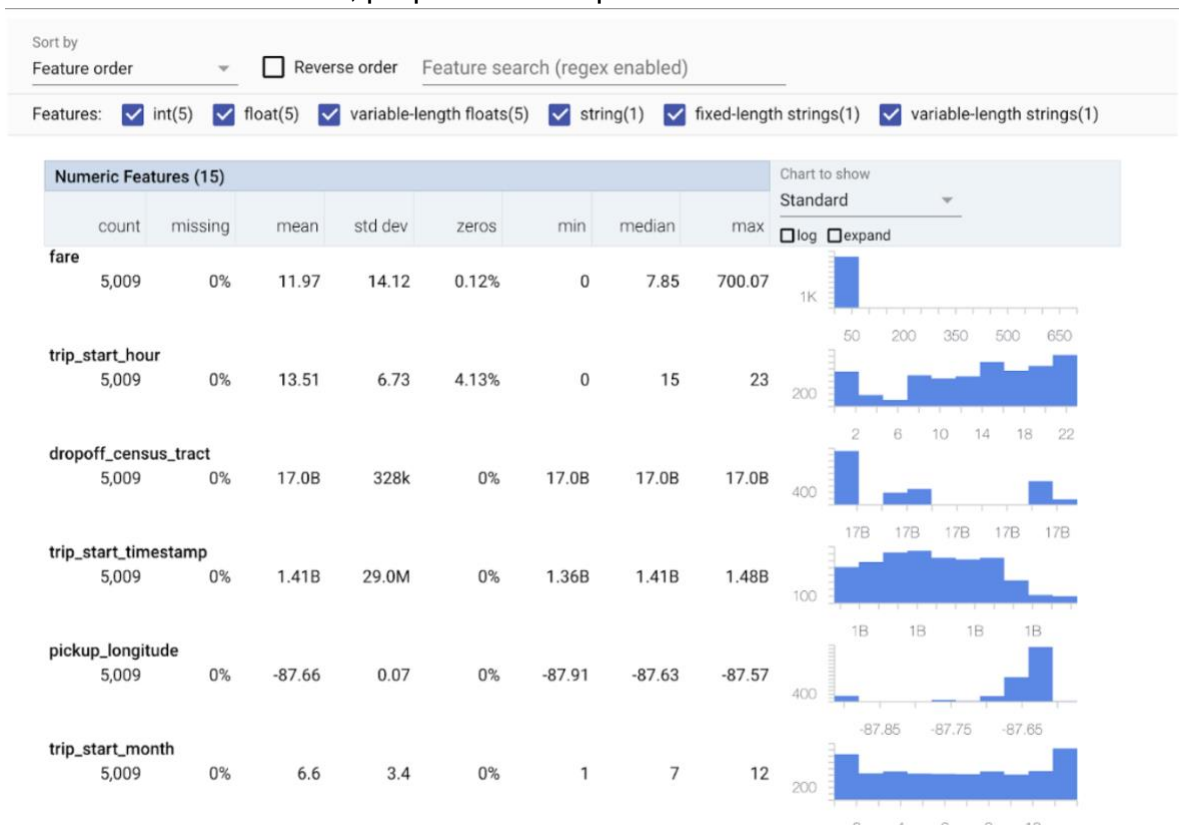 Sort by
Feature order
Reverse order
Feature search (regex enabled)
Features: int(5) float(5) variable-length floats(5) string(1) fixed-length strings(1) variable-length strings(1)
Numeric Features (15)
Chart to show
Standard
count missing mean std dev zeros min median max
log expand
fare
5,009 0% 11.97 14.12 0.12% 0 7.85 700.07
1K
50 200 350 500 650
trip_start_hour
5,009 0% 13.51 6.73 4.13% 0 15 23
200
2 6 10 14 18 22
dropoff_census_tract
5,009 0% 17.0B 328k 0% 17.0B 17.0B 17.0B
400
17B 17B 17B 17B 17B
trip_start_timestamp
5,009 0% 1.41B 29.0M 0% 1.36B 1.41B 1.48B
100
1B 1B 1B 1B
pickup_longitude
5,009 0% -87.66 0.07 0% -87.91 -87.63 -87.57
400
-87.85 -87.75 -87.65
trip_start_month
5,009 0% 6.6 3.4 0% 1 7 12
200